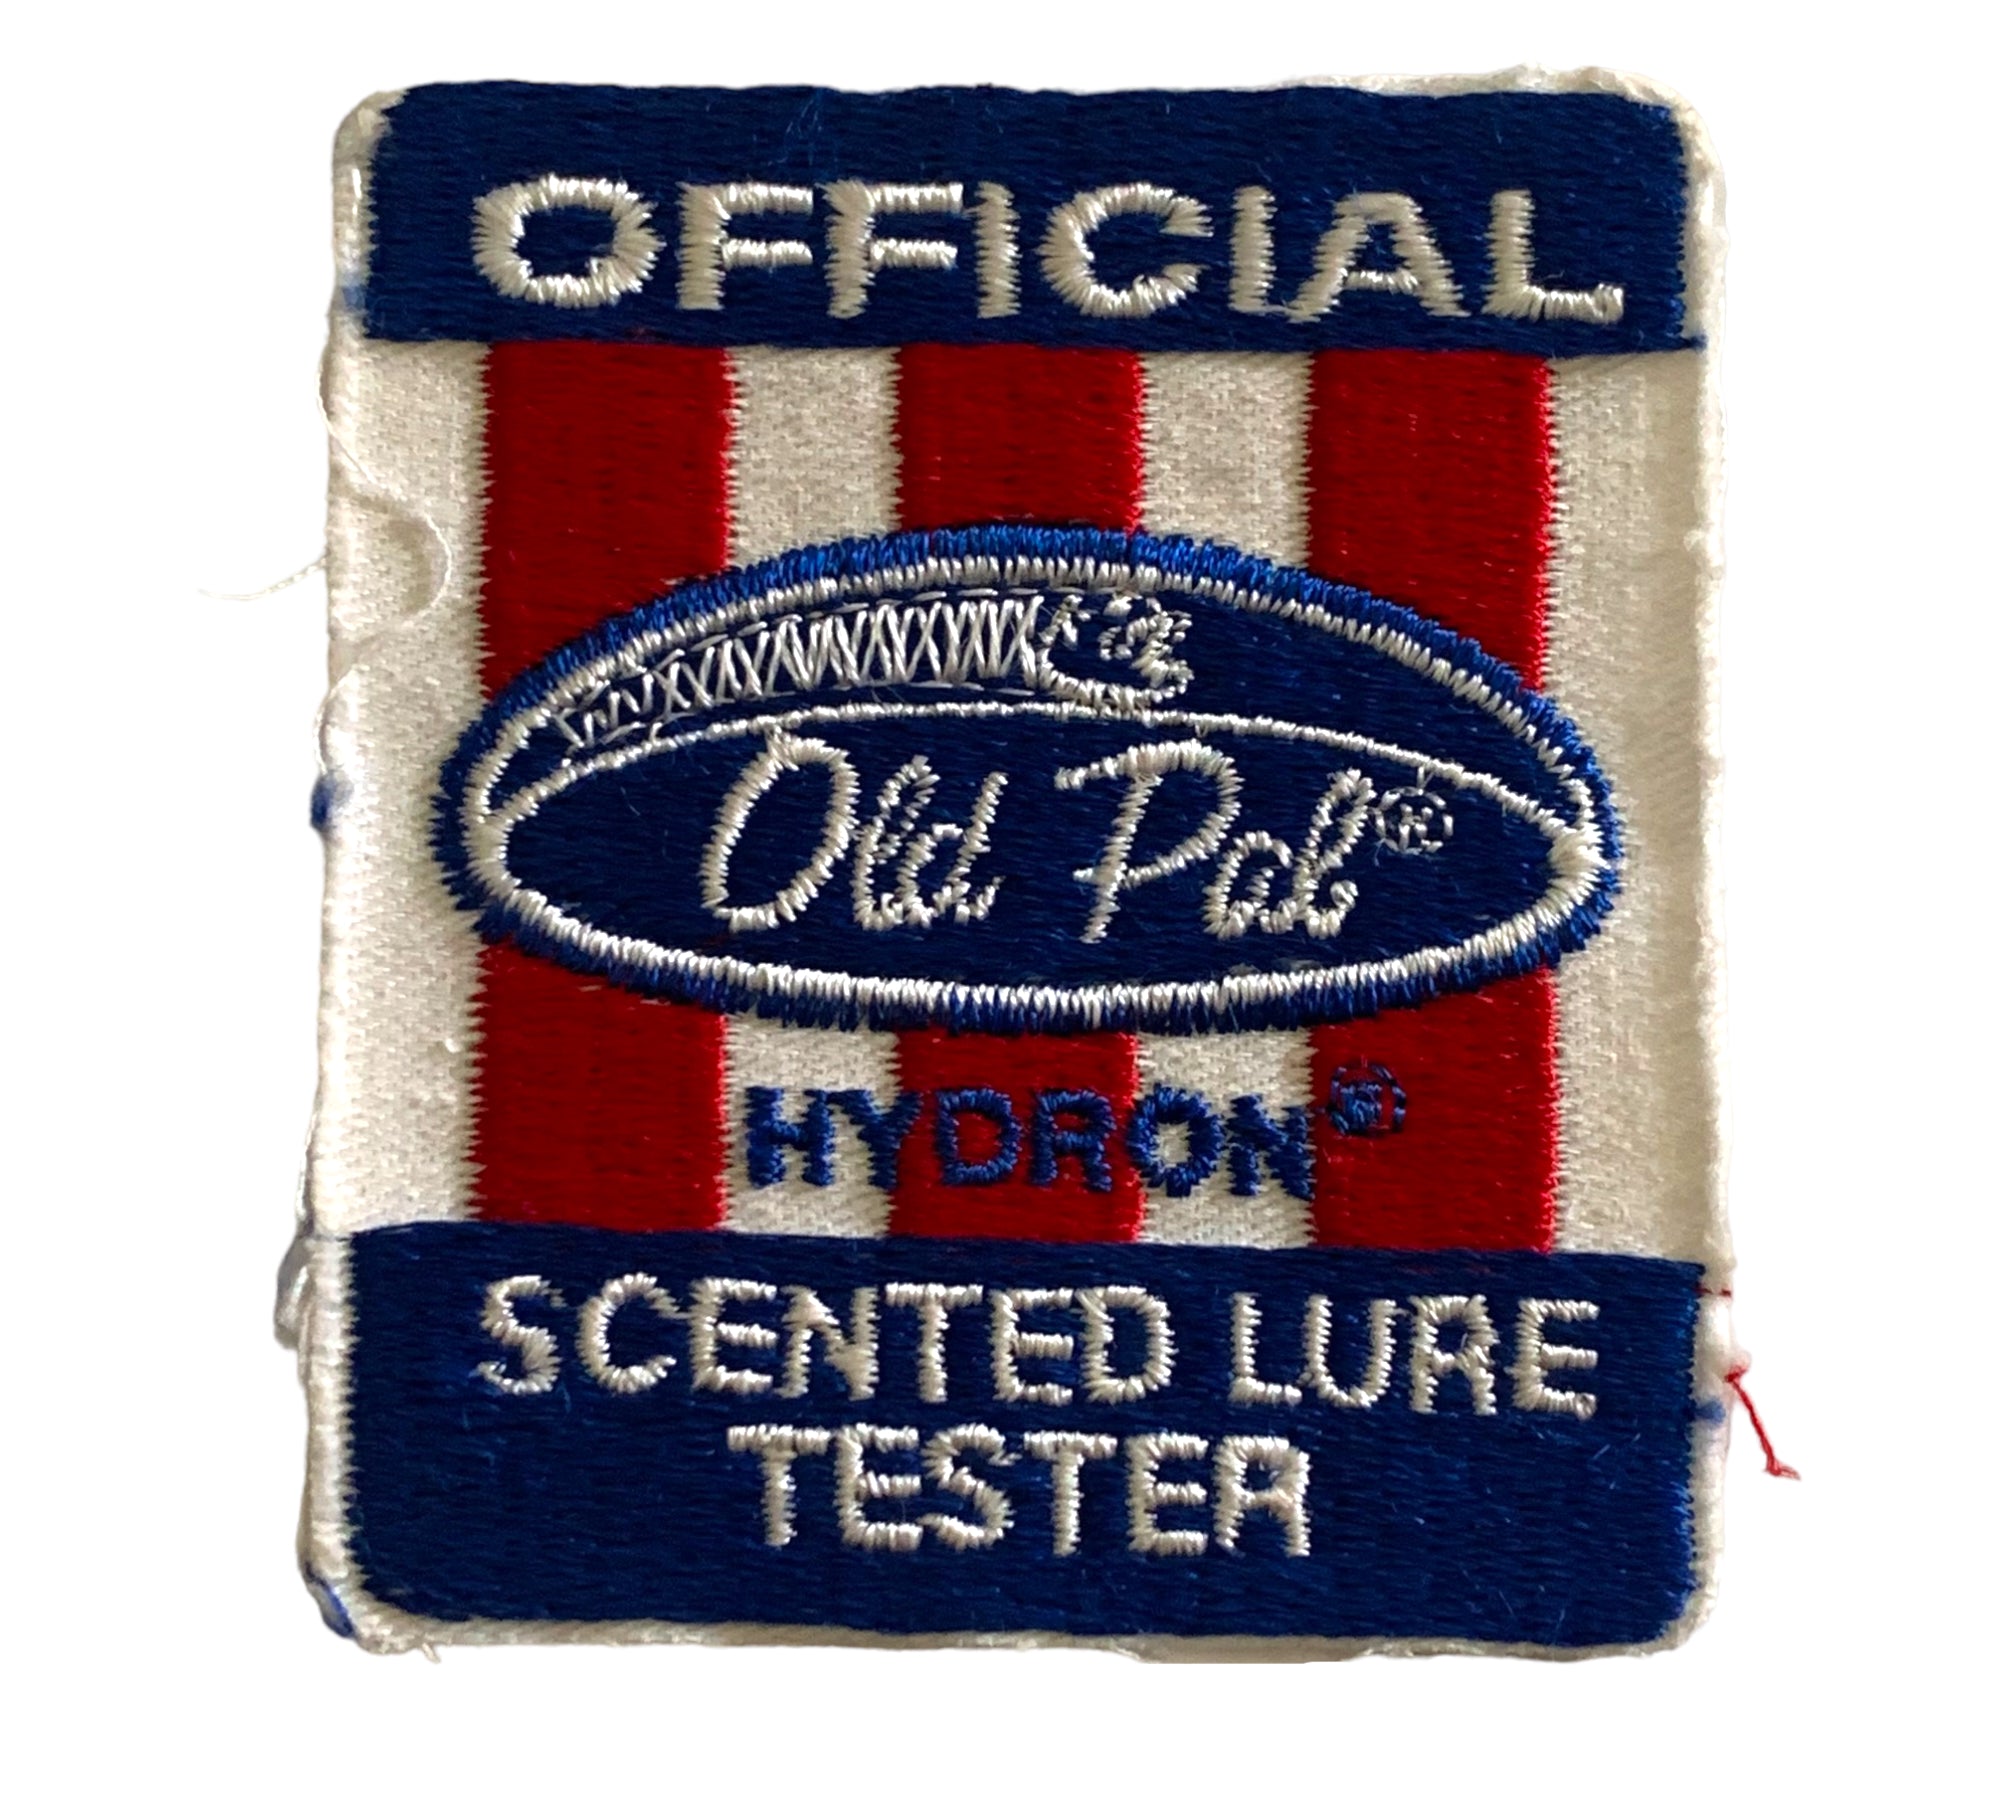 OFFICIAL
Old Pal®
HYDRON®
SCENTED LURE
TESTER